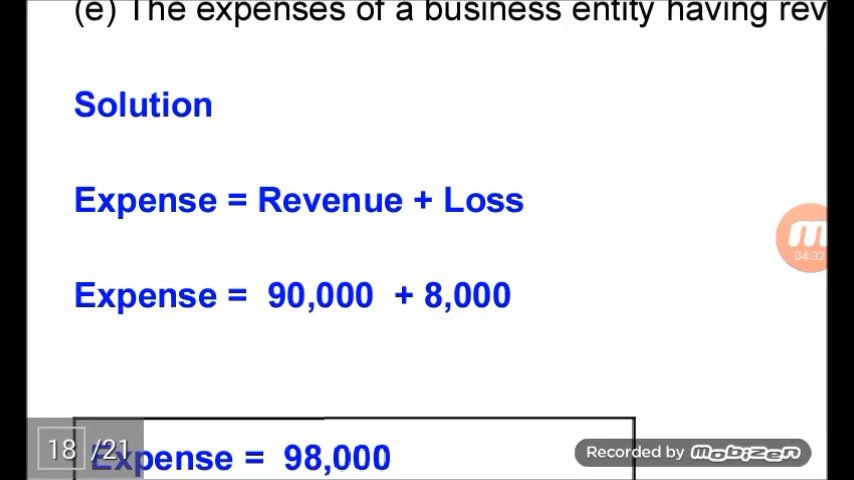 (e) The expenses of a business entity having rev
Solution
Expense = Revenue + Loss
Expense = 90,000 + 8,000
04:32
Expense = 98,000
18 /21
Recorded by mobizen